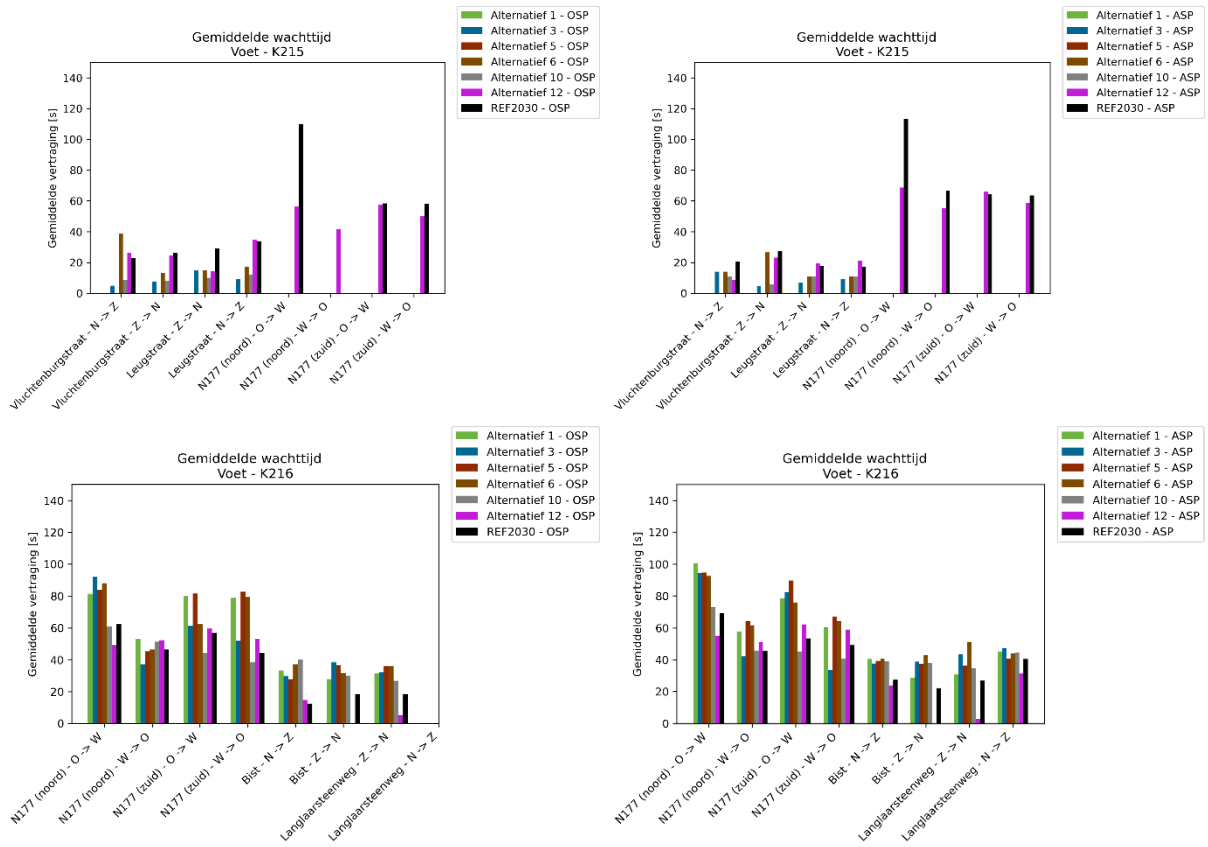 Gemiddelde wachttijd
Voet - K215
Alternatief 1 - OSP
Alternatief 3 - OSP
Alternatief 5 - OSP
Alternatief 6 - OSP
Alternatief 10 - OSP
Alternatief 12 - OSP
REF2030 - OSP
Gemiddelde vertraging [s]
140
120
100
80
60
40
20
0
Vluchtenburgstraat - N -> Z
Vluchtenburgstraat - Z -> N
Leugstraat - Z -> N
Leugstraat - N -> Z
N177 (noord) - O -> W
N177 (noord) - W -> O
N177 (zuid) - O -> W
N177 (zuid) - W -> O
Gemiddelde wachttijd
Voet - K215
Alternatief 1 - ASP
Alternatief 3 - ASP
Alternatief 5 - ASP
Alternatief 6 - ASP
Alternatief 10 - ASP
Alternatief 12 - ASP
REF2030 - ASP
Gemiddelde vertraging [s]
140
120
100
80
60
40
20
0
Vluchtenburgstraat - N -> Z
Vluchtenburgstraat - Z -> N
Leugstraat - Z -> N
Leugstraat - N -> Z
N177 (noord) - O -> W
N177 (noord) - W -> O
N177 (zuid) - O -> W
N177 (zuid) - W -> O
Gemiddelde wachttijd
Voet - K216
Alternatief 1 - OSP
Alternatief 3 - OSP
Alternatief 5 - OSP
Alternatief 6 - OSP
Alternatief 10 - OSP
Alternatief 12 - OSP
REF2030 - OSP
Gemiddelde vertraging [s]
140
120
100
80
60
40
20
0
N177 (noord) - O -> W
N177 (noord) - W -> O
N177 (zuid) - O -> W
N177 (zuid) - W -> O
Bist - N -> Z
Bist - Z -> N
Langlaarsteenweg - Z -> N
Langlaarsteenweg - N -> Z
Gemiddelde wachttijd
Voet - K216
Alternatief 1 - ASP
Alternatief 3 - ASP
Alternatief 5 - ASP
Alternatief 6 - ASP
Alternatief 10 - ASP
Alternatief 12 - ASP
REF2030 - ASP
Gemiddelde vertraging [s]
140
120
100
80
60
40
20
0
N177 (noord) - O -> W
N177 (noord) - W -> O
N177 (zuid) - O -> W
N177 (zuid) - W -> O
Bist - N -> Z
Bist - Z -> N
Langlaarsteenweg - Z -> N
Langlaarsteenweg - N -> Z